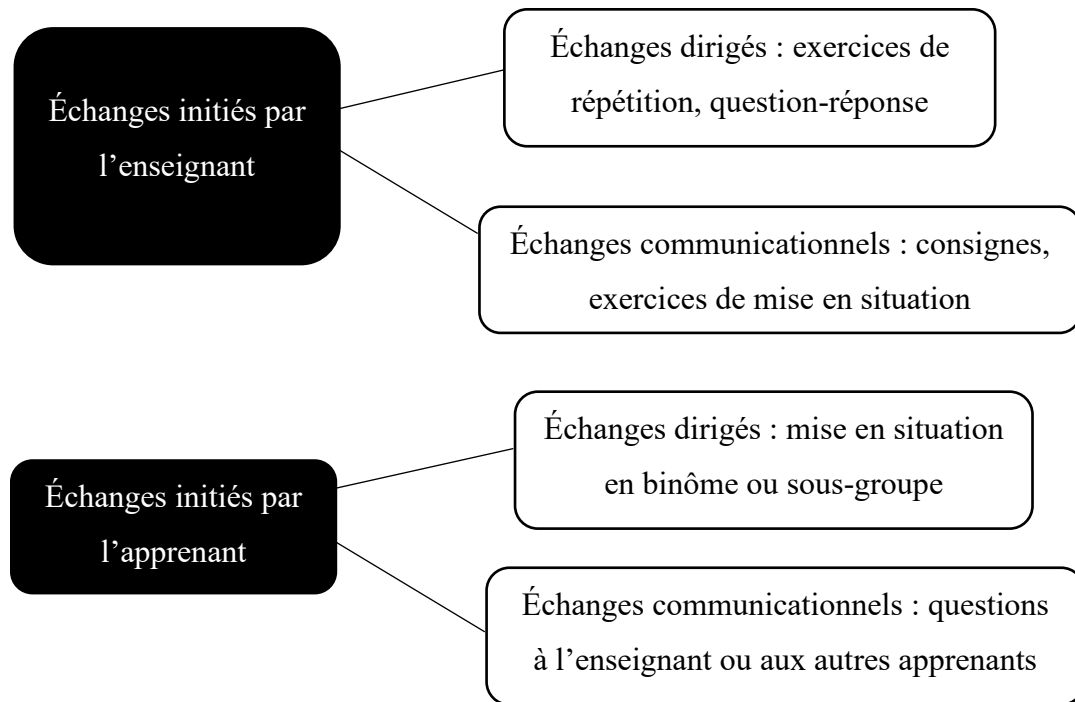 Échanges initiés par
l’enseignant
Échanges dirigés : exercices de
répétition, question-réponse
Échanges communicationnels : consignes,
exercices de mise en situation
Échanges initiés par
l’apprenant
Échanges dirigés : mise en situation
en binôme ou sous-groupe
Échanges communicationnels : questions
à l’enseignant ou aux autres apprenants